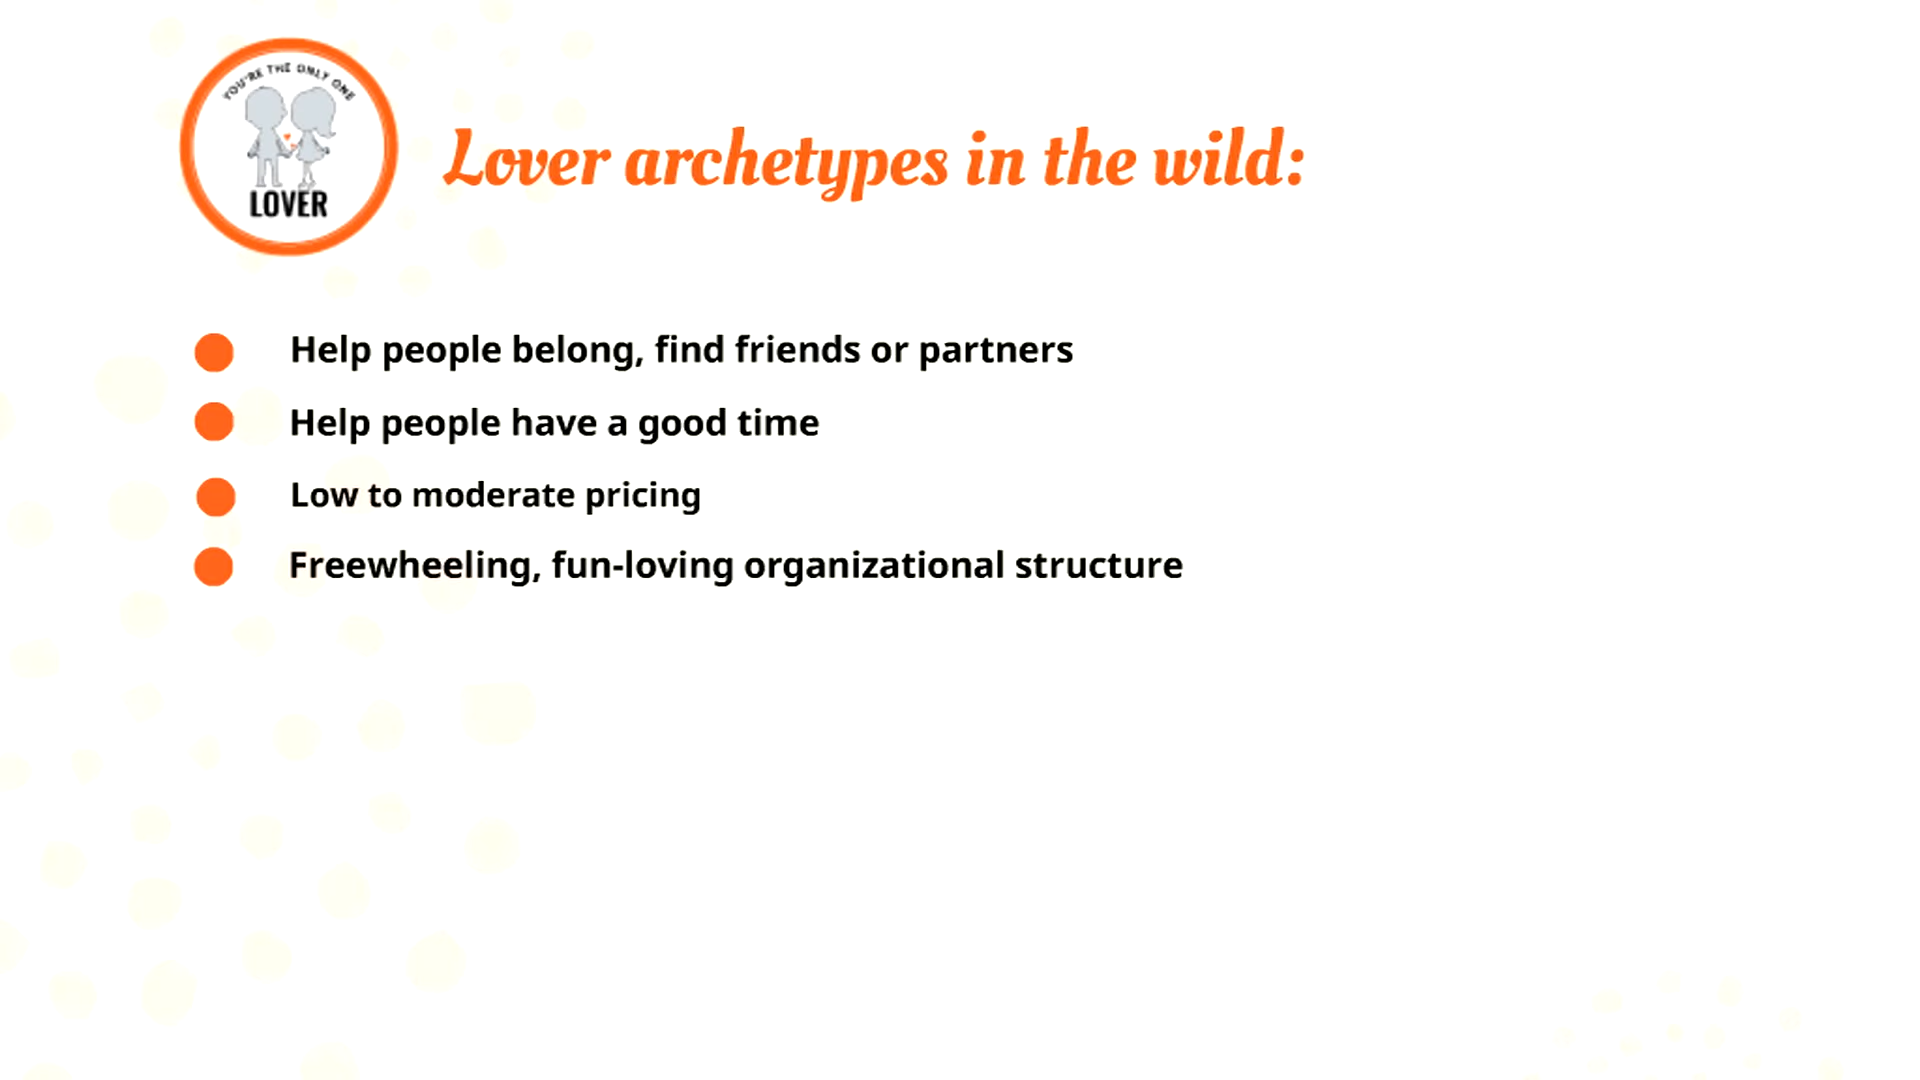 YOU'RE THE ONLY ONE
LOVER
Lover archetypes in the wild:
Help people belong, find friends or partners
Help people have a good time
Low to moderate pricing
Freewheeling, fun-loving organizational structure